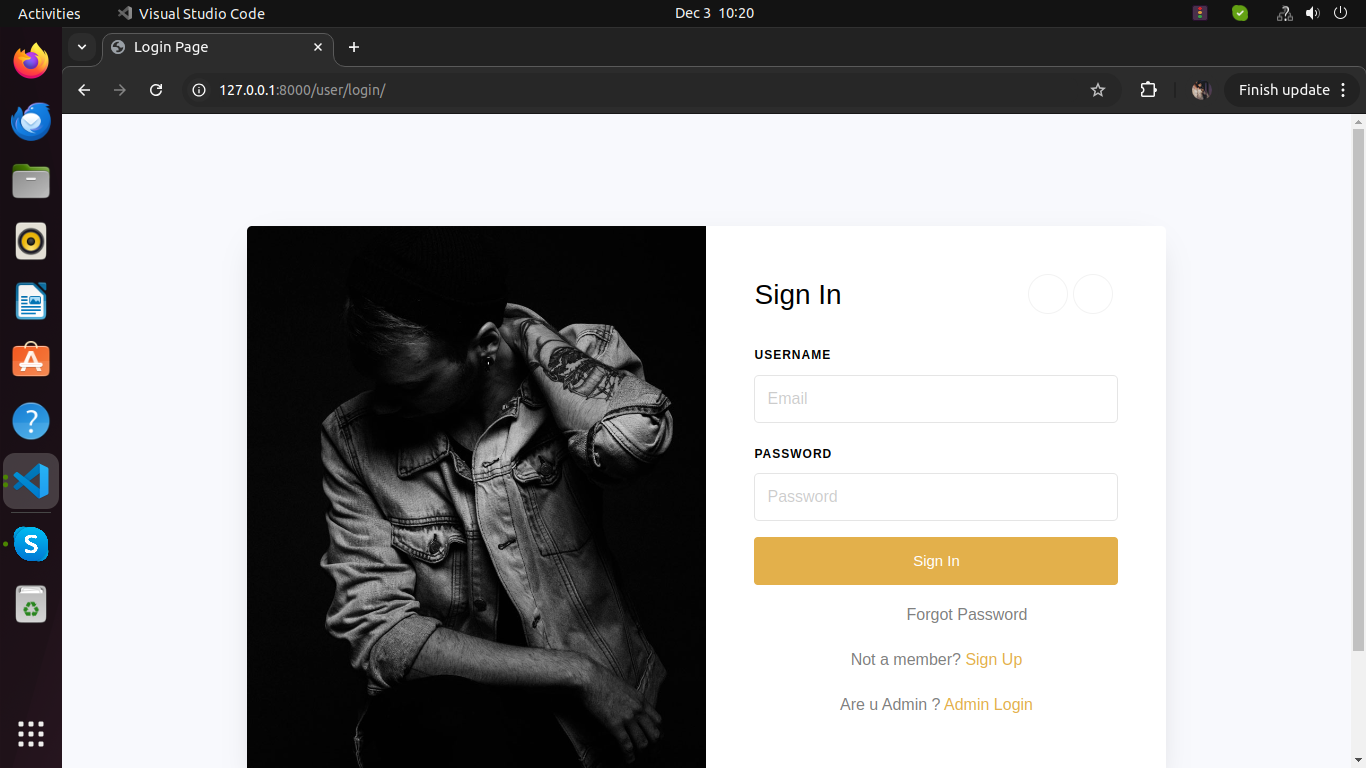 Activities
Visual Studio Code
Dec 3 10:20
Login Page
127.0.0.1:8000/user/login/
Finish update
Sign In
USERNAME
Email
PASSWORD
Password
Sign In
Forgot Password
Not a member? Sign Up
Are u Admin ? Admin Login